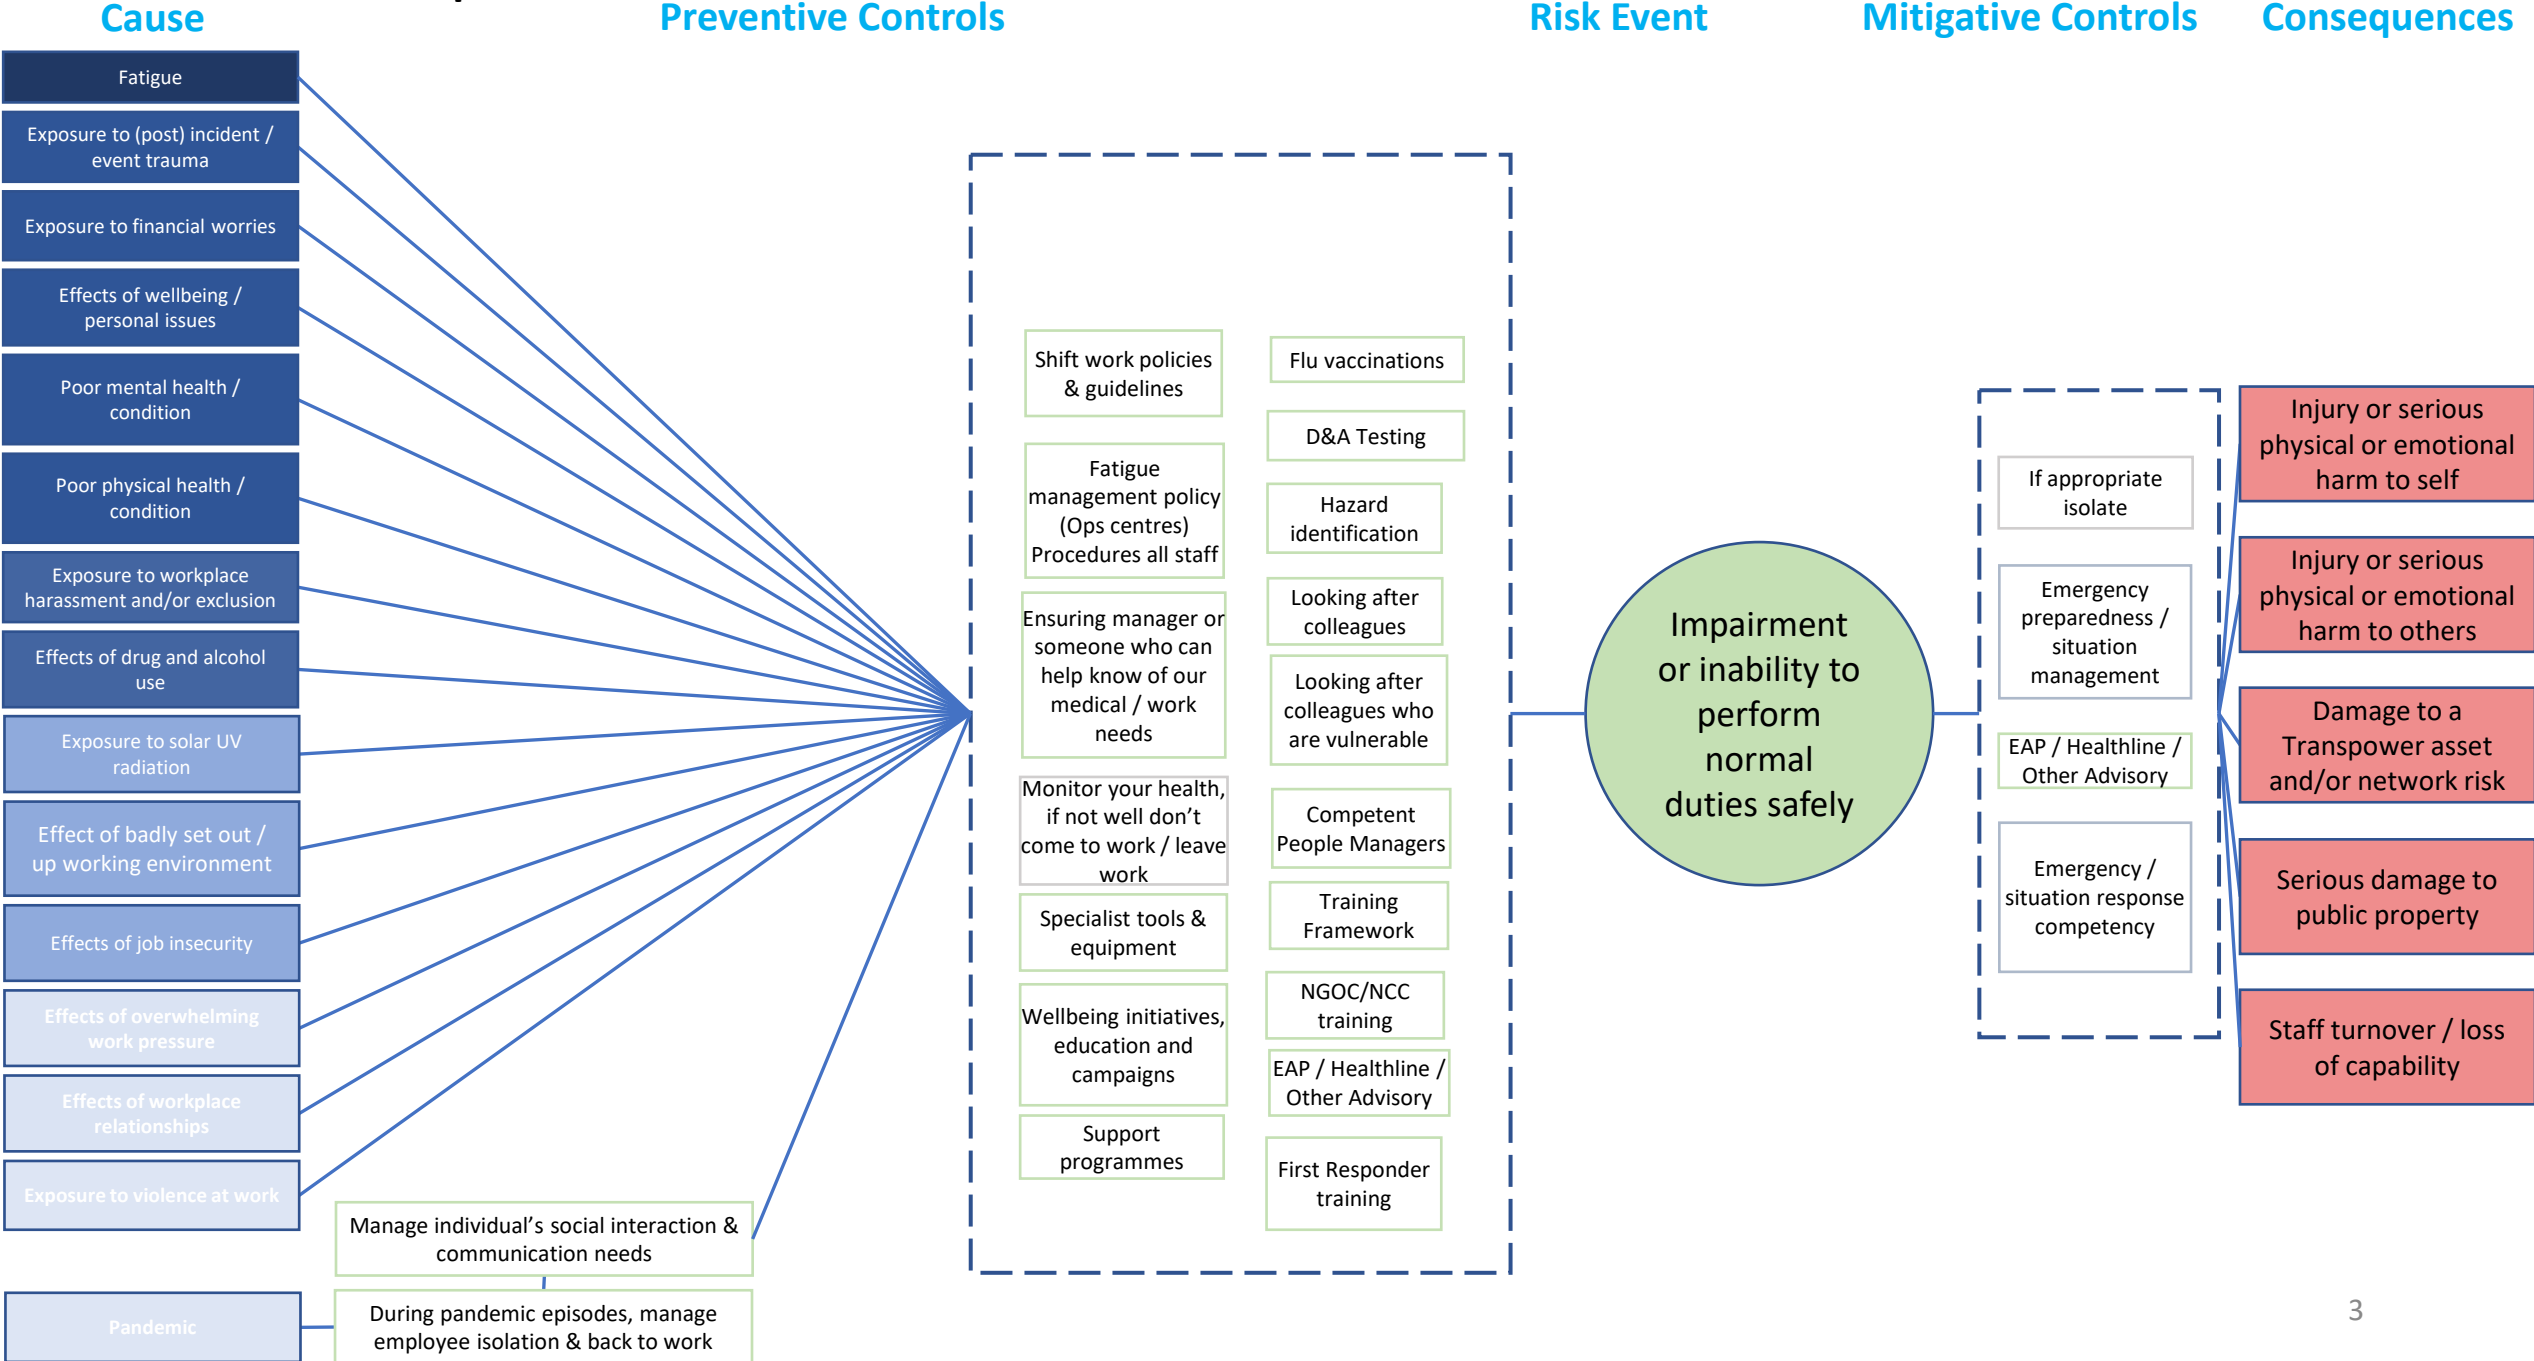 Cause
Preventive Controls
Risk Event
Mitigative Controls
Consequences
Fatigue
Exposure to (post) incident /
event trauma
Exposure to financial worries
Effects of wellbeing /
personal issues
Poor mental health /
condition
Poor physical health /
condition
Exposure to workplace
harassment and/or exclusion
Effects of drug and alcohol
use
Exposure to solar UV
radiation
Effect of badly set out /
up working environment
Effects of job insecurity
Effects of overwhelming
work pressure
Effects of workplace
relationships
Exposure to violence at work
Pandemic
Manage individual's social interaction &
communication needs
During pandemic episodes, manage
employee isolation & back to work
Shift work policies
& guidelines
Fatigue
management policy
(Ops centres)
Procedures all staff
Ensuring manager or
someone who can
help know of our
medical / work
needs
Monitor your health,
if not well don't
come to work / leave
work
Specialist tools &
equipment
Wellbeing initiatives,
education and
campaigns
Support
programmes
Flu vaccinations
D&A Testing
Hazard
identification
Looking after
colleagues
Looking after
colleagues who
are vulnerable
Competent
People Managers
Training
Framework
NGOC/NCC
training
EAP / Healthline /
Other Advisory
First Responder
training
Impairment
or inability to
perform
normal
duties safely
If appropriate
isolate
Emergency
preparedness /
situation
management
EAP / Healthline /
Other Advisory
Emergency /
situation response
competency
Injury or serious
physical or emotional
harm to self
Injury or serious
physical or emotional
harm to others
Damage to a
Transpower asset
and/or network risk
Serious damage to
public property
Staff turnover / loss
of capability
3